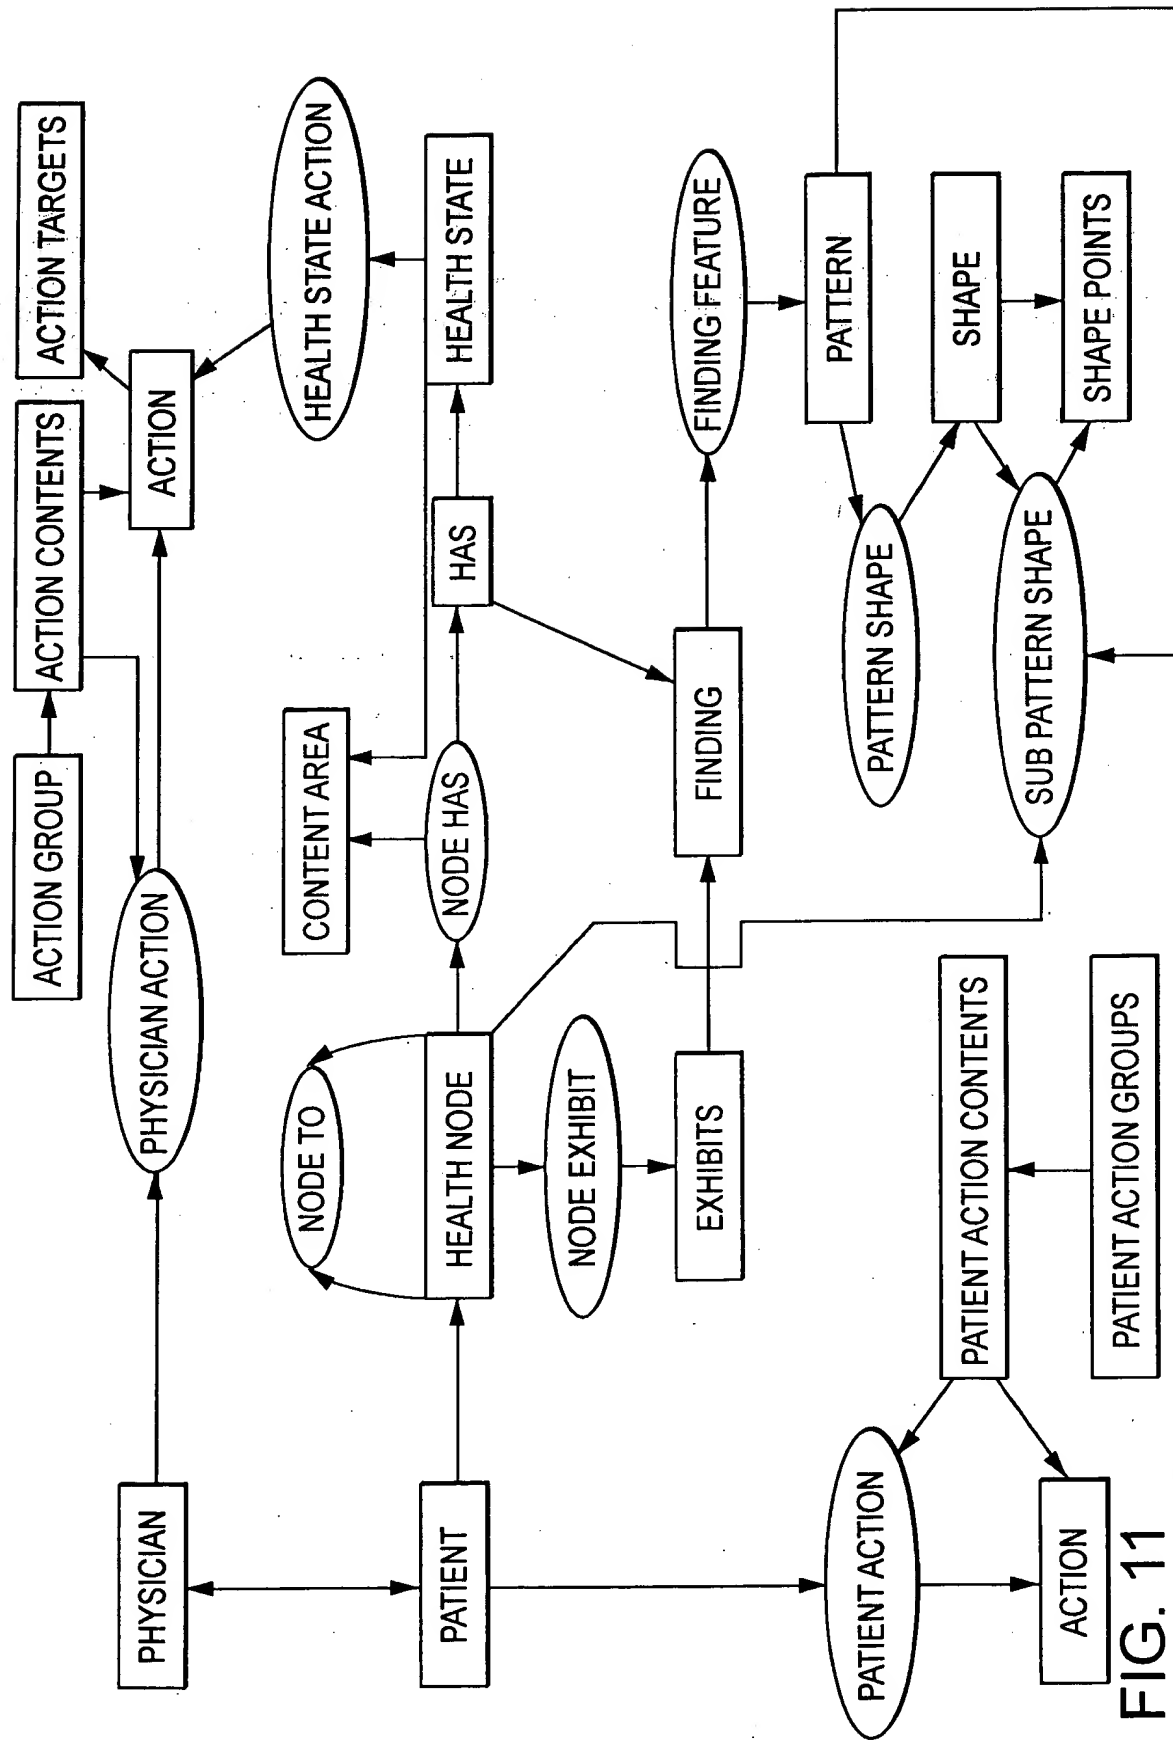 ACTION GROUP
ACTION CONTENTS
ACTION TARGETS
PHYSICIAN
PHYSICIAN ACTION
ACTION
NODE TO
CONTENT AREA
HEALTH STATE ACTION
PATIENT
HEALTH NODE
NODE HAS
HAS
HEALTH STATE
NODE EXHIBIT
EXHIBITS
FINDING
FINDING FEATURE
PATIENT ACTION
PATTERN SHAPE
PATTERN
PATIENT ACTION CONTENTS
SHAPE
ACTION
SUB PATTERN SHAPE
SHAPE POINTS
PATIENT ACTION GROUPS
FIG. 11